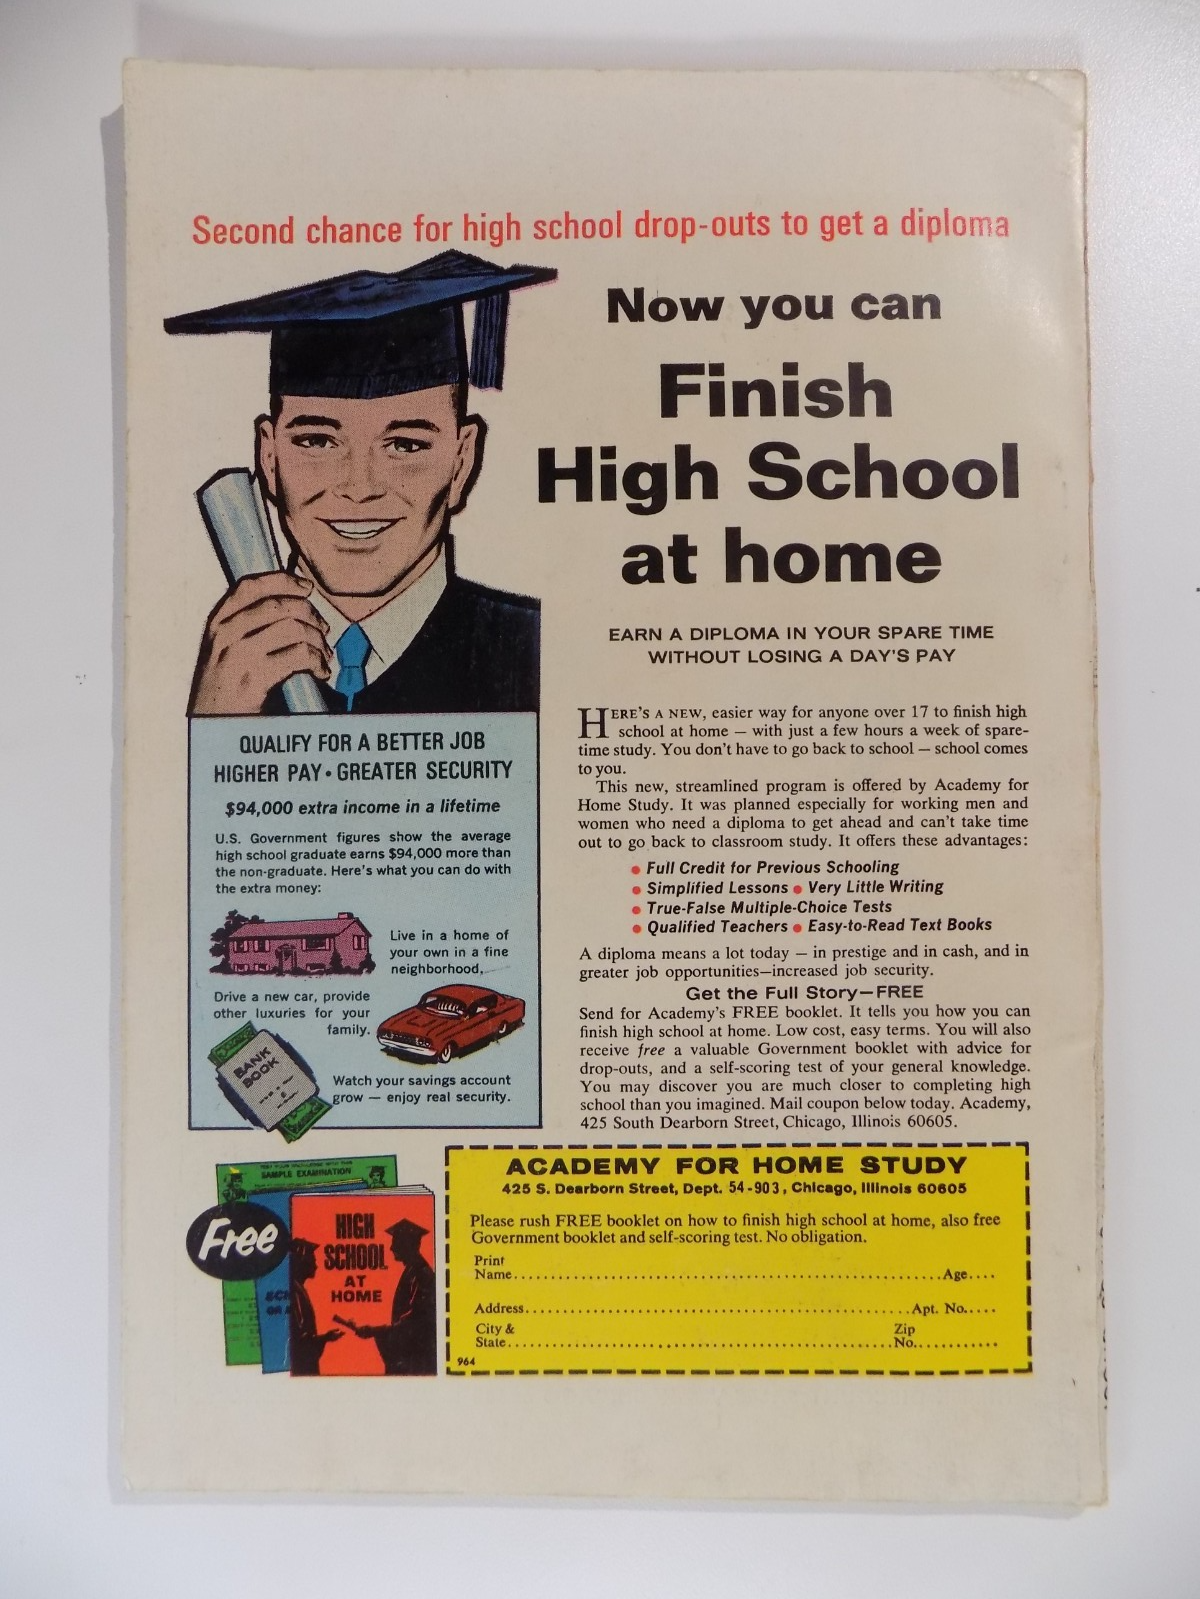 Second chance for high school drop-outs to get a diploma
Now you can
Finish
High School
at home
EARN A DIPLOMA IN YOUR SPARE TIME
WITHOUT LOSING A DAY'S PAY
HERE'S A NEW, easier way for anyone over 17 to finish high
school at home — with just a few hours a week of spare-
time study. You don't have to go back to school — school comes
to you.
This new, streamlined program is offered by Academy for
Home Study. It was planned especially for working men and
women who need a diploma to get ahead and can't take time
out to go back to classroom study. It offers these advantages:
● Full Credit for Previous Schooling
● Simplified Lessons ● Very Little Writing
● True-False Multiple-Choice Tests
● Qualified Teachers ● Easy-to-Read Text Books
A diploma means a lot today — in prestige and in cash, and in
greater job opportunities—increased job security.
Get the Full Story—FREE
Send for Academy's FREE booklet. It tells you how you can
finish high school at home. Low cost, easy terms. You will also
receive free a valuable Government booklet with advice for
drop-outs, and a self-scoring test of your general knowledge.
You may discover you are much closer to completing high
school than you imagined. Mail coupon below today. Academy,
425 South Dearborn Street, Chicago, Illinois 60605.
QUALIFY FOR A BETTER JOB
HIGHER PAY • GREATER SECURITY
$94,000 extra income in a lifetime
U.S. Government figures show the average
high school graduate earns $94,000 more than
the non-graduate. Here's what you can do with
the extra money:
Live in a home of
your own in a fine
neighborhood.
Drive a new car, provide
other luxuries for your
family.
BANK
BOOK
Watch your savings account
grow — enjoy real security.
SAMPLE EXAMINATION
Free
HIGH
SCHOOL
AT
HOME
ACADEMY FOR HOME STUDY
425 S. Dearborn Street, Dept. 54-903, Chicago, Illinois 60605
Please rush FREE booklet on how to finish high school at home, also free
Government booklet and self-scoring test. No obligation.
Print
Name..........Age....
Address..........Apt. No.....
City & Zip
State..........No..........
964